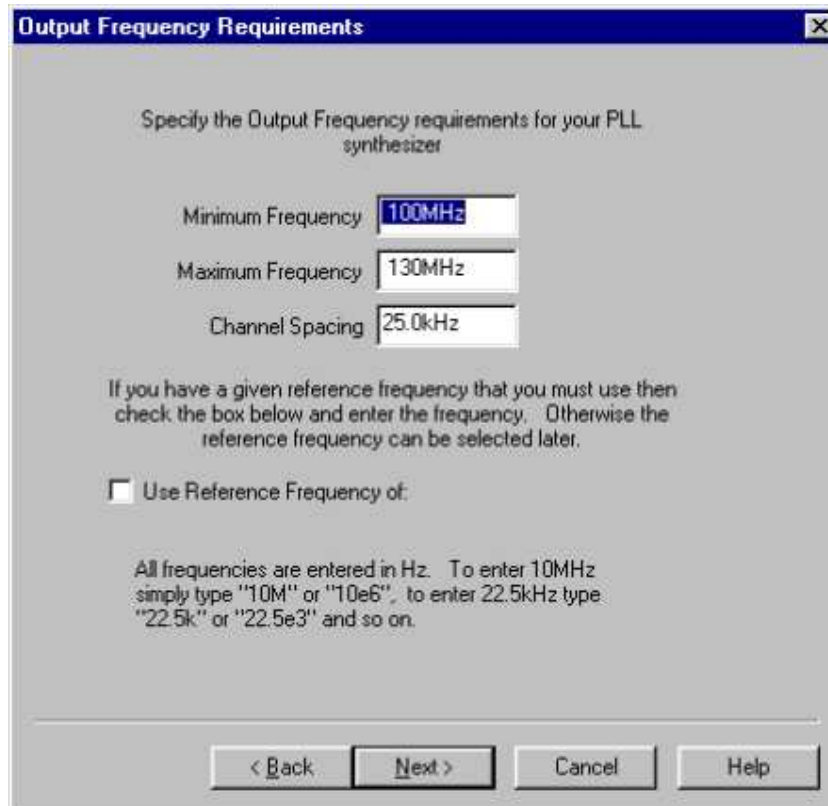 Output Frequency Requirements
Specify the Output Frequency requirements for your PLL
synthesizer
Minimum Frequency 100MHz
Maximum Frequency 130MHz
Channel Spacing 25.0kHz
If you have a given reference frequency that you must use then
check the box below and enter the frequency. Otherwise the
reference frequency can be selected later.
Use Reference Frequency of:
All frequencies are entered in Hz. To enter 10MHz
simply type "10M" or "10e6", to enter 22.5kHz type
"22.5k" or "22.5e3" and so on.
< Back Next > Cancel Help